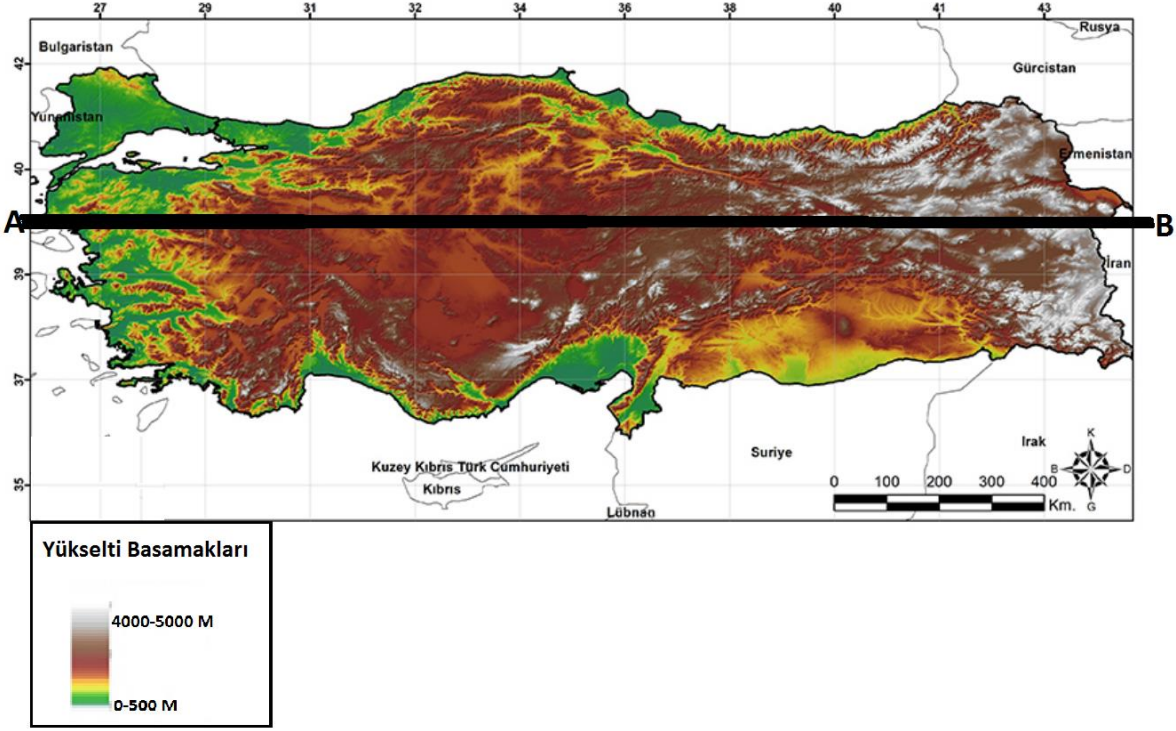 27 29 31 32 34 36 38 40 41 43
Rusya
Bulgaristan
42
Gürcistan
Yunanistan
Ermenistan
40
A
B
İran
39
37
Suriye
Irak
K
B D
G
Kuzey Kıbrıs Türk Cumhuriyeti
Kıbrıs
0 100 200 300 400
Km.
35
Lübnan
Yükselti Basamakları
4000-5000 M
0-500 M